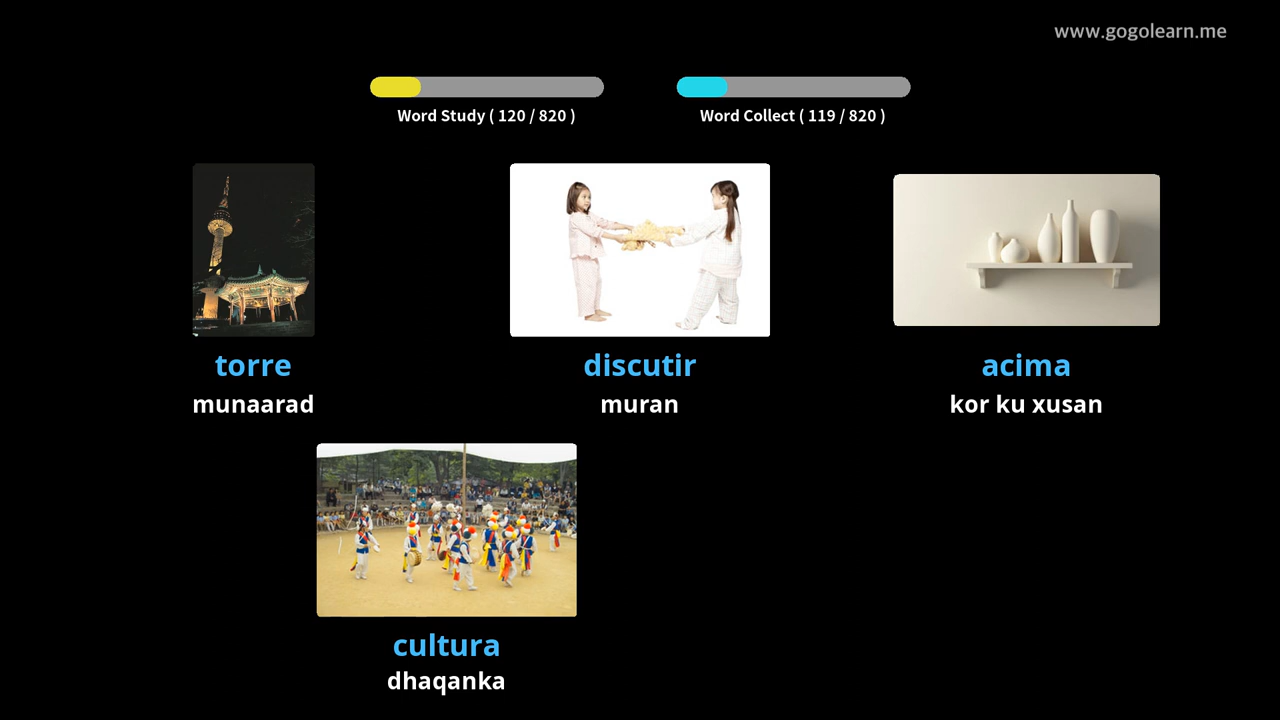 www.gogolearn.me
Word Study ( 120 / 820 )
Word Collect ( 119 / 820 )
torre
munaarad
discutir
muran
acima
kor ku xusan
cultura
dhaqanka